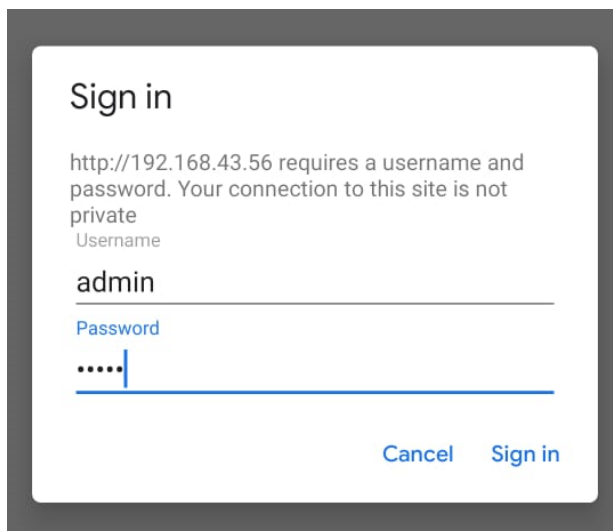 Sign in
http://192.168.43.56 requires a username and
password. Your connection to this site is not
private
Username
admin
Password
•••••
Cancel Sign in